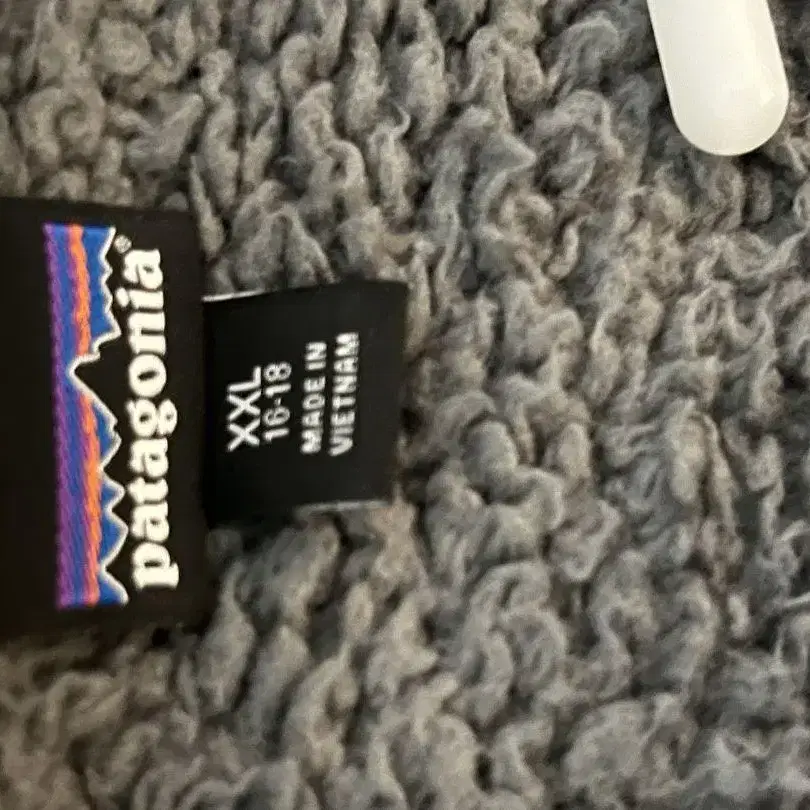 patagonia®
XXL
16-18
MADE IN
VIETNAM